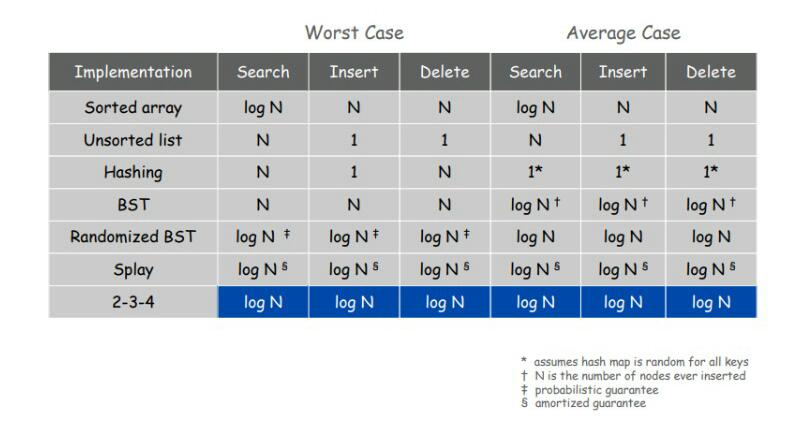 Worst Case Average Case
Implementation Search Insert Delete Search Insert Delete
Sorted array log N N N log N N N
Unsorted list N 1 1 N 1 1
Hashing N 1 N 1* 1* 1*
BST N N N log N † log N † log N †
Randomized BST log N ‡ log N ‡ log N ‡ log N log N log N
Splay log N § log N § log N § log N § log N § log N §
2-3-4 log N log N log N log N log N log N
* assumes hash map is random for all keys
† N is the number of nodes ever inserted
‡ probabilistic guarantee
§ amortized guarantee